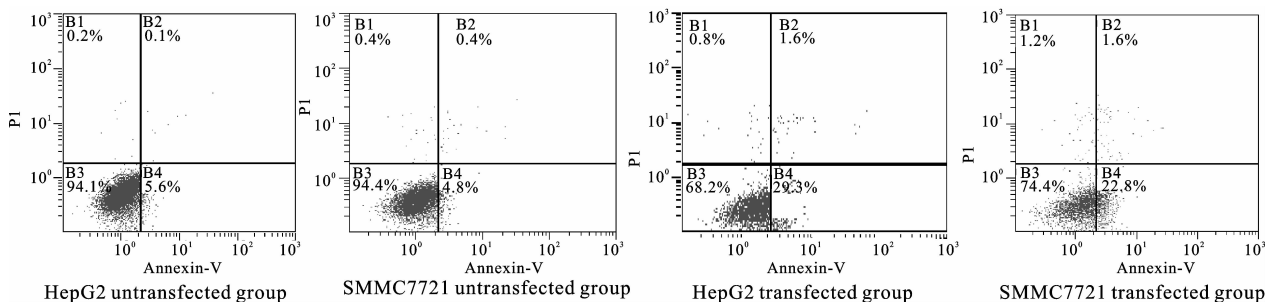 10³
B1
0.2%
B2
0.1%
10²
P1
10¹
B3
94.1%
B4
5.6%
10⁰
10⁰ 10¹ 10² 10³
Annexin-V
HepG2 untransfected group
10³
B1
0.4%
B2
0.4%
10²
P1
10¹
B3
94.4%
B4
4.8%
10⁰
10⁰ 10¹ 10² 10³
Annexin-V
SMMC7721 untransfected group
10³
B1
0.8%
B2
1.6%
10²
P1
10¹
B3
68.2%
B4
29.3%
10⁰
10⁰ 10¹ 10² 10³
Annexin-V
HepG2 transfected group
10³
B1
1.2%
B2
1.6%
10²
P1
10¹
B3
74.4%
B4
22.8%
10⁰
10⁰ 10¹ 10² 10³
Annexin-V
SMMC7721 transfected group